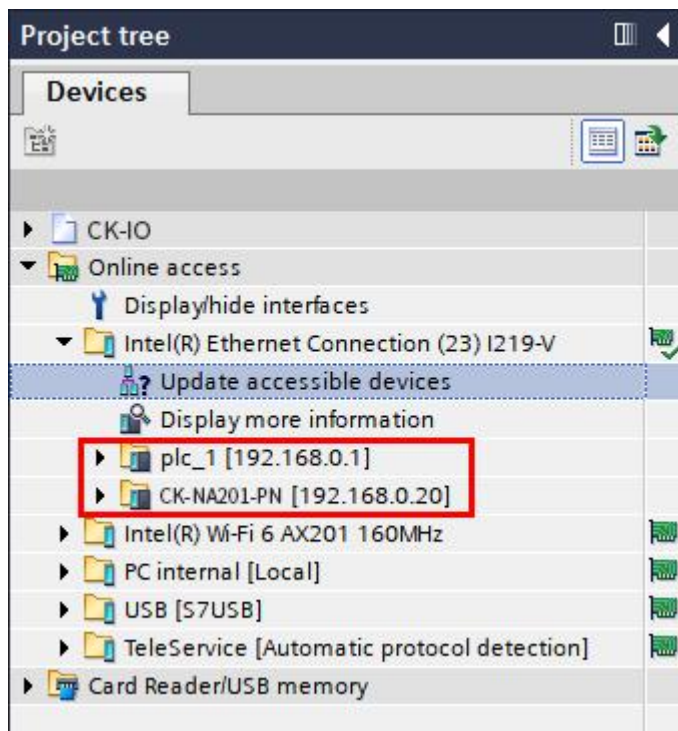 Project tree
Devices
CK-IO
Online access
Display/hide interfaces
Intel(R) Ethernet Connection (23) I219-V
Update accessible devices
Display more information
plc_1 [192.168.0.1]
CK-NA201-PN [192.168.0.20]
Intel(R) Wi-Fi 6 AX201 160MHz
PC internal [Local]
USB [S7USB]
TeleService [Automatic protocol detection]
Card Reader/USB memory